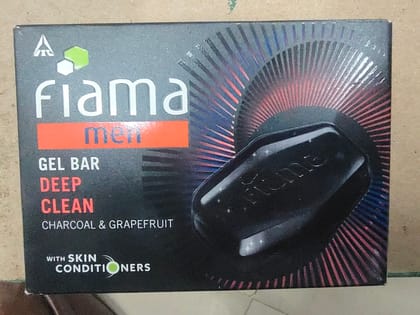 ITC
fiama
men
GEL BAR
DEEP
CLEAN
CHARCOAL & GRAPEFRUIT
WITH SKIN
CONDITIONERS
fiama